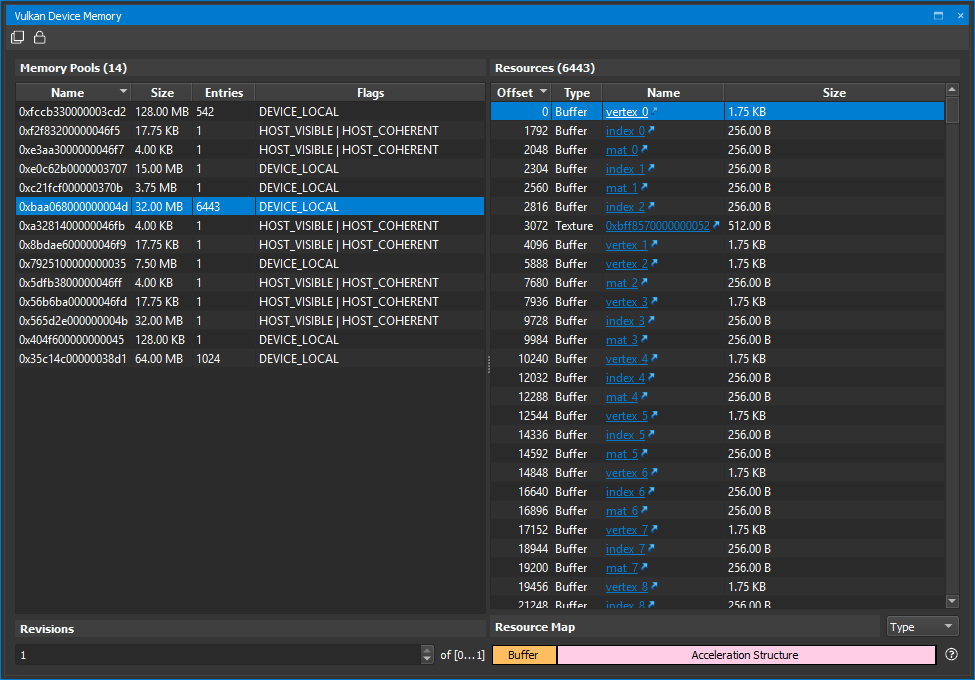 Vulkan Device Memory
Memory Pools (14)
Name Size Entries Flags
0xfccb330000003cd2 128.00 MB 542 DEVICE_LOCAL
0xf2f83200000046f5 17.75 KB 1 HOST_VISIBLE | HOST_COHERENT
0xe3aa3000000046f7 4.00 KB 1 HOST_VISIBLE | HOST_COHERENT
0xe0c62b0000003707 15.00 MB 1 DEVICE_LOCAL
0xc21fcf000000370b 3.75 MB 1 DEVICE_LOCAL
0xbaa068000000004d 32.00 MB 6443 DEVICE_LOCAL
0xa3281400000046fb 4.00 KB 1 HOST_VISIBLE | HOST_COHERENT
0x8bdae600000046f9 17.75 KB 1 HOST_VISIBLE | HOST_COHERENT
0x7925100000000035 7.50 MB 1 DEVICE_LOCAL
0x5dfb3800000046ff 4.00 KB 1 HOST_VISIBLE | HOST_COHERENT
0x56b6ba00000046fd 17.75 KB 1 HOST_VISIBLE | HOST_COHERENT
0x565d2e000000004b 32.00 MB 1 HOST_VISIBLE | HOST_COHERENT
0x404f600000000045 128.00 KB 1 DEVICE_LOCAL
0x35c14c00000038d1 64.00 MB 1024 DEVICE_LOCAL
Revisions
1 of [0...1]
Resources (6443)
Offset Type Name Size
0 Buffer vertex_0 1.75 KB
1792 Buffer index_0 256.00 B
2048 Buffer mat_0 256.00 B
2304 Buffer index_1 256.00 B
2560 Buffer mat_1 256.00 B
2816 Buffer index_2 256.00 B
3072 Texture 0xbff8570000000052 512.00 B
4096 Buffer vertex_1 1.75 KB
5888 Buffer vertex_2 1.75 KB
7680 Buffer mat_2 256.00 B
7936 Buffer vertex_3 1.75 KB
9728 Buffer index_3 256.00 B
9984 Buffer mat_3 256.00 B
10240 Buffer vertex_4 1.75 KB
12032 Buffer index_4 256.00 B
12288 Buffer mat_4 256.00 B
12544 Buffer vertex_5 1.75 KB
14336 Buffer index_5 256.00 B
14592 Buffer mat_5 256.00 B
14848 Buffer vertex_6 1.75 KB
16640 Buffer index_6 256.00 B
16896 Buffer mat_6 256.00 B
17152 Buffer vertex_7 1.75 KB
18944 Buffer index_7 256.00 B
19200 Buffer mat_7 256.00 B
19456 Buffer vertex_8 1.75 KB
21248 Buffer index_8 256.00 B
Resource Map Type
Buffer Acceleration Structure